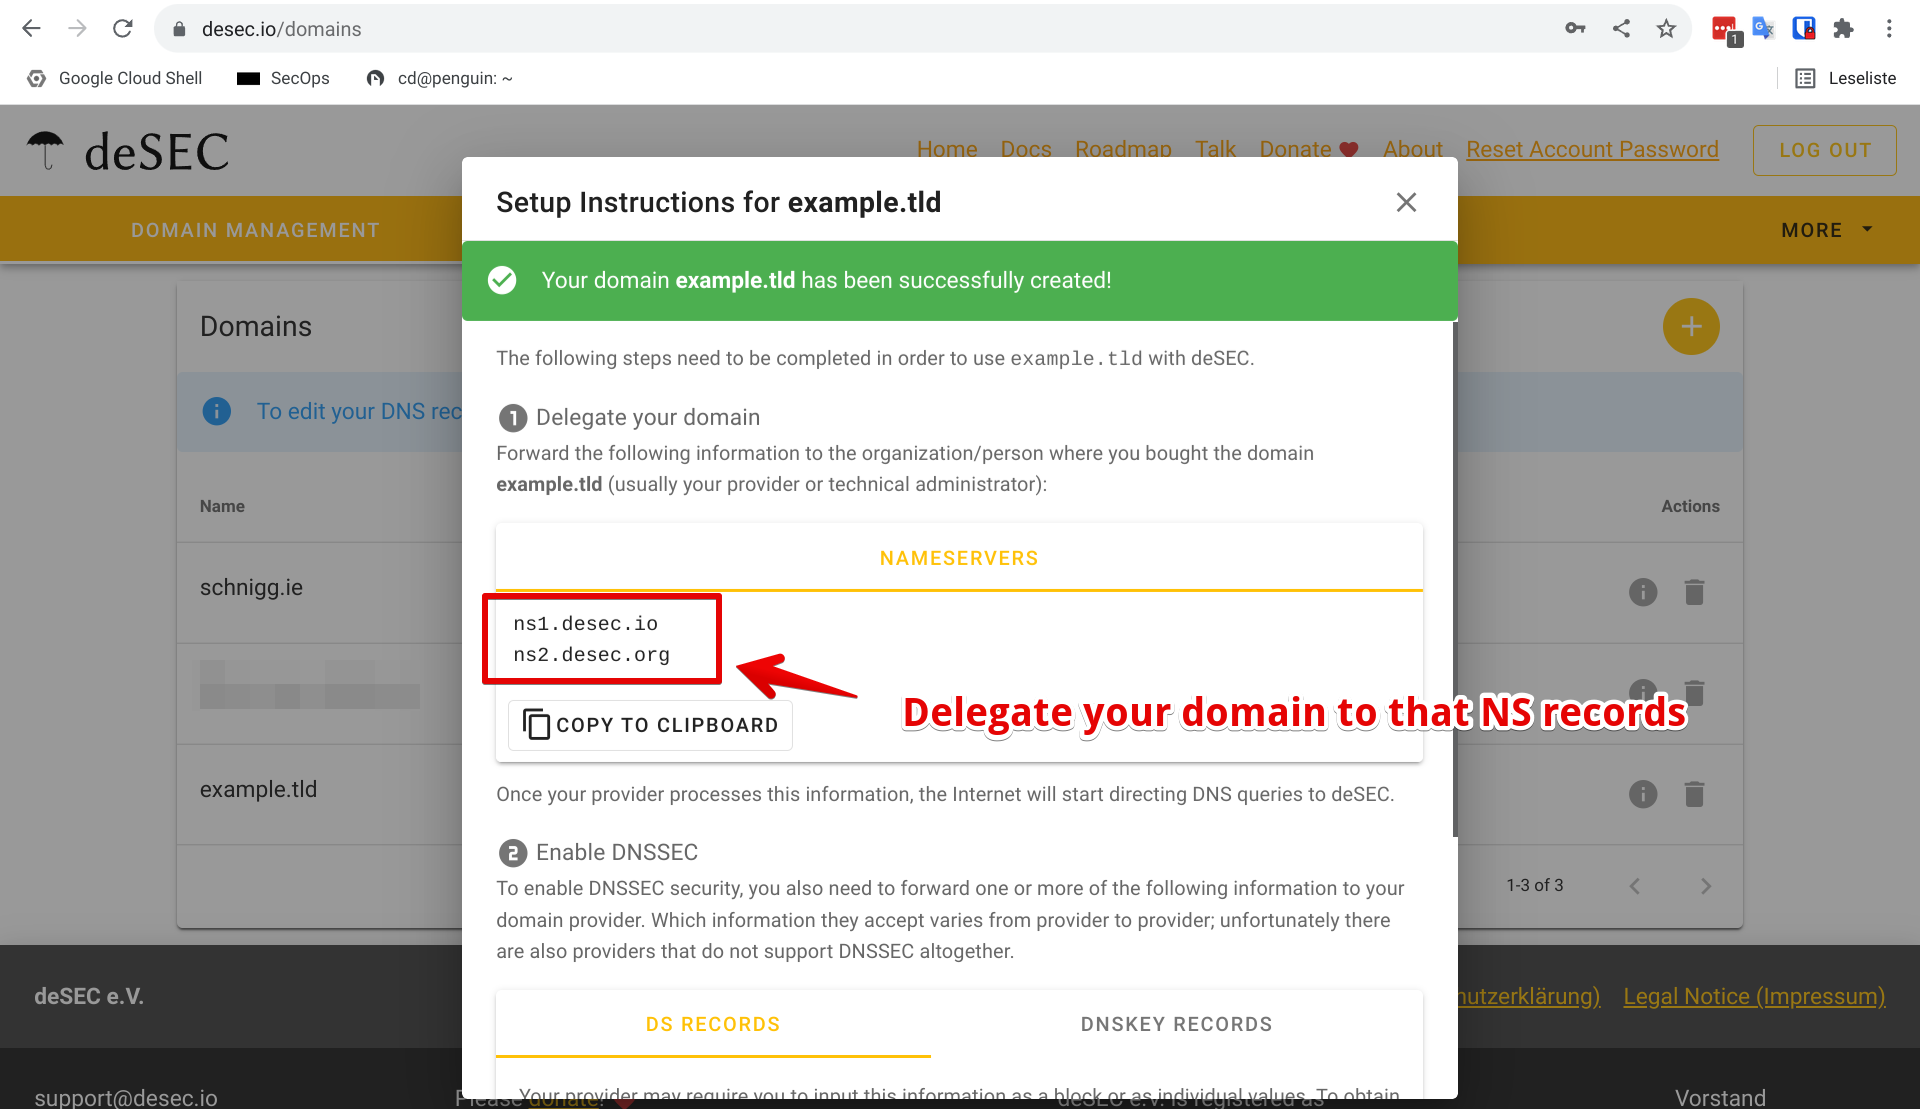 desec.io/domains
1
Google Cloud Shell
SecOps
cd@penguin: ~
Leseliste
deSEC
Home
Docs
Roadmap
Talk
Donate
About
Reset Account Password
LOG OUT
DOMAIN MANAGEMENT
MORE
Setup Instructions for example.tld
Your domain example.tld has been successfully created!
Domains
To edit your DNS rec
Name
Actions
schnigg.ie
example.tld
1-3 of 3
The following steps need to be completed in order to use example.tld with deSEC.
1 Delegate your domain
Forward the following information to the organization/person where you bought the domain
example.tld (usually your provider or technical administrator):
NAMESERVERS
ns1.desec.io
ns2.desec.org
Delegate your domain to that NS records
COPY TO CLIPBOARD
Once your provider processes this information, the Internet will start directing DNS queries to deSEC.
2 Enable DNSSEC
To enable DNSSEC security, you also need to forward one or more of the following information to your
domain provider. Which information they accept varies from provider to provider; unfortunately there
are also providers that do not support DNSSEC altogether.
DS RECORDS
DNSKEY RECORDS
Your provider may require you to input this information as a block or as individual values. To obtain
deSEC e.V.
nutzerklärung)
Legal Notice (Impressum)
support@desec.io
Please donate!
deSEC e.V. is registered as
Vorstand